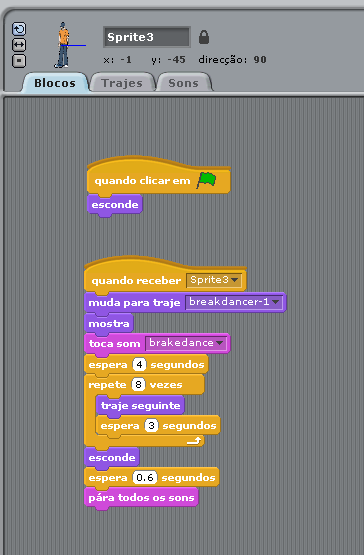 Sprite3
x: -1 y: -45 direcção: 90
Blocos Trajes Sons
quando clicar em
esconde
quando receber Sprite3
muda para traje breakdancer-1
mostra
toca som brakedance
espera 4 segundos
repete 8 vezes
traje seguinte
espera 3 segundos
esconde
espera 0.6 segundos
pára todos os sons